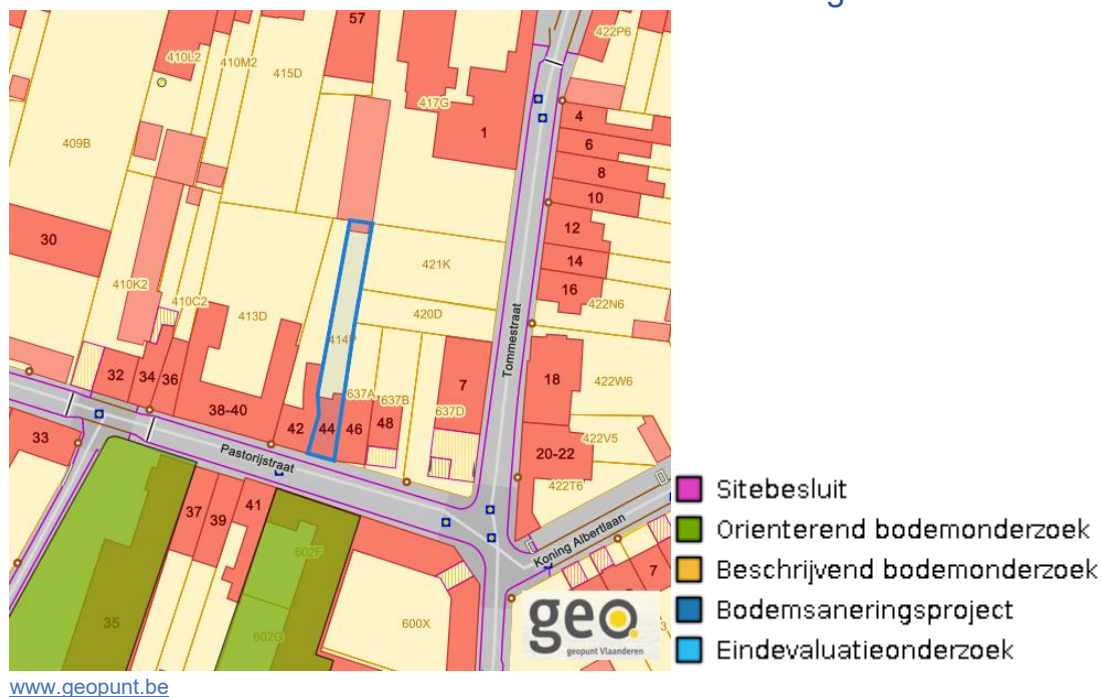 57
422P6
410L2
410M2
415D
417G
1
4
6
8
10
12
14
16
422N6
409B
30
421K
420D
410K2
410C2
413D
637A
637B
637D
7
Tommestraat
18
422W6
422V5
20-22
422T6
32
34
36
38-40
42
44
46
48
33
Pastorijstraat
37
39
41
602F
35
602G
600X
Koning Albertlaan
7
geo.
geopunt Vlaanderen
Sitebesluit
Orienterend bodemonderzoek
Beschrijvend bodemonderzoek
Bodemsaneringsproject
Eindevaluatieonderzoek
www.geopunt.be